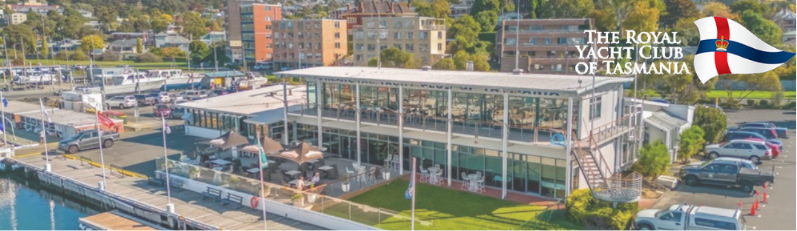 THE ROYAL
YACHT CLUB
OF TASMANIA